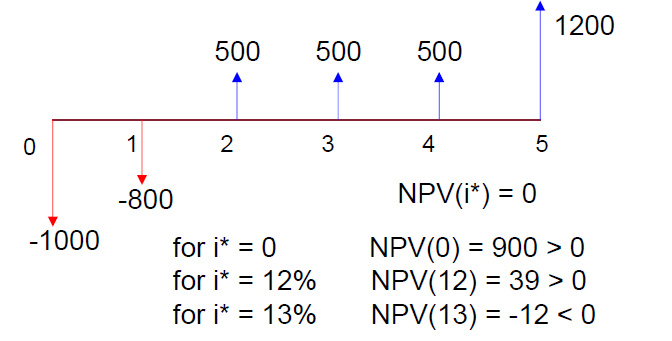 1200
500 500 500
0 1 2 3 4 5
-800
NPV(i*) = 0
-1000
for i* = 0 NPV(0) = 900 > 0
for i* = 12% NPV(12) = 39 > 0
for i* = 13% NPV(13) = -12 < 0